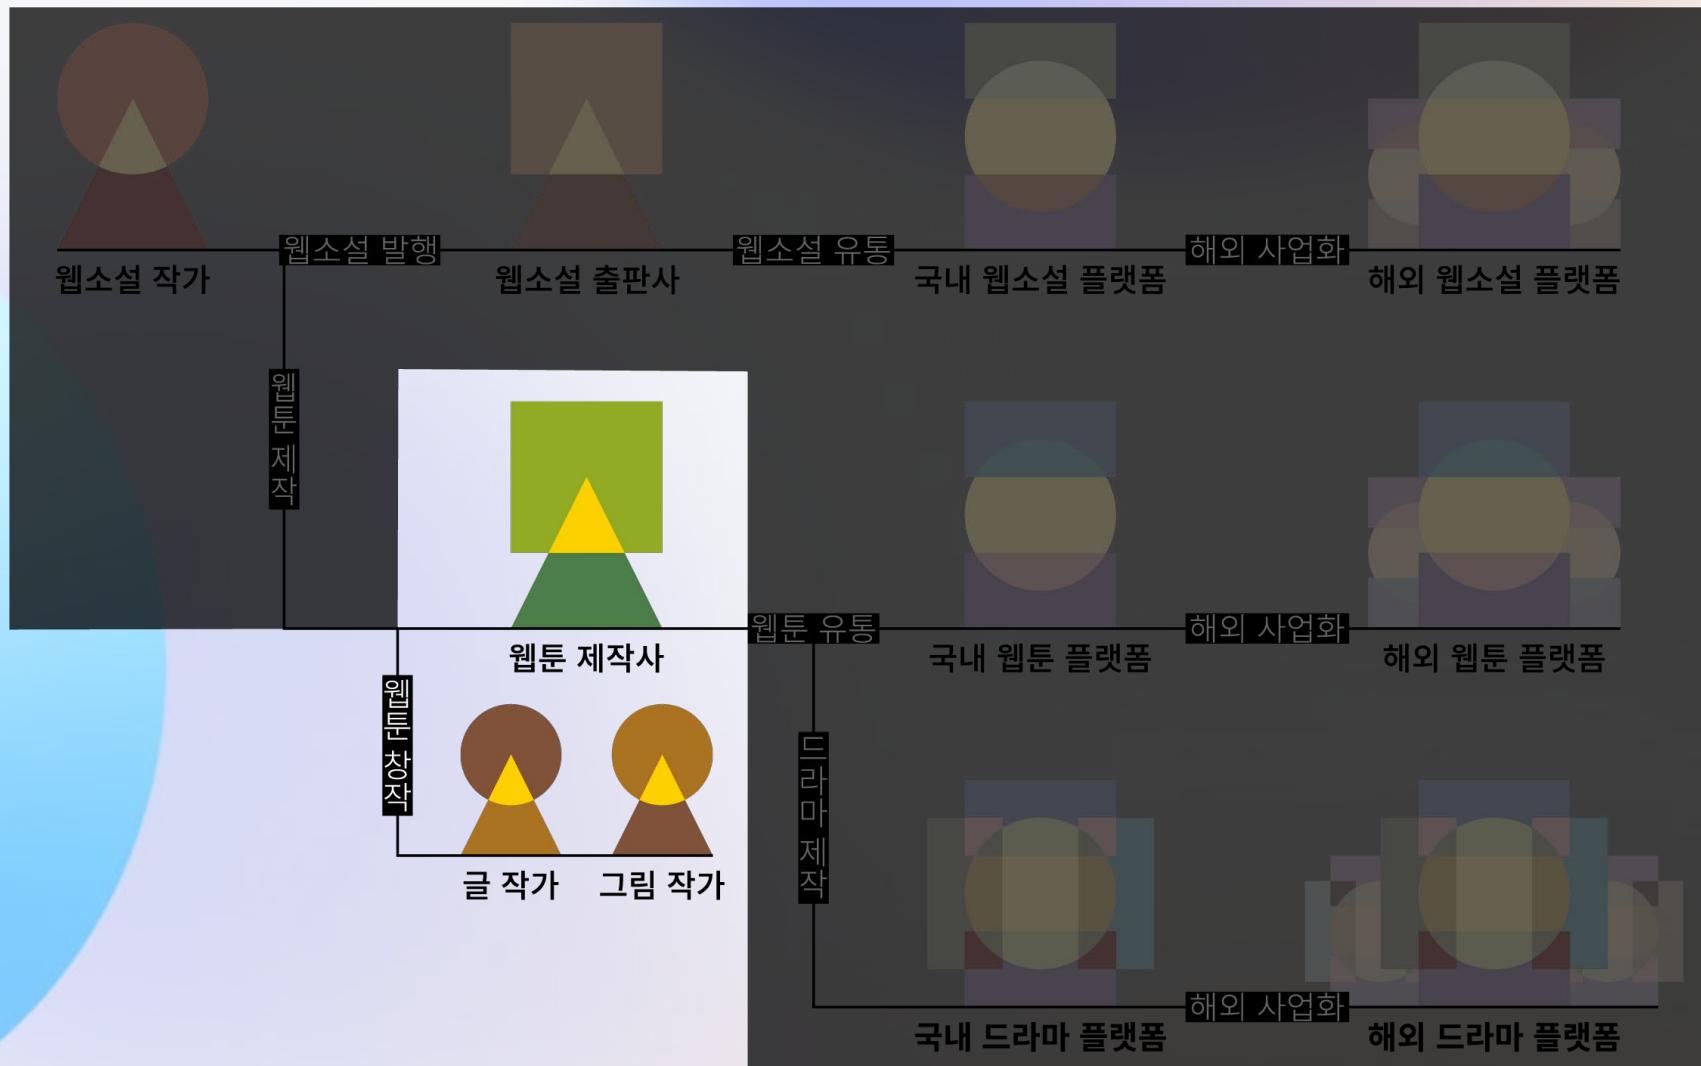 웹소설 발행
웹소설 유통
해외 사업화
웹소설 작가
웹소설 출판사
국내 웹소설 플랫폼
해외 웹소설 플랫폼
웹툰 제작
웹툰 유통
해외 사업화
웹툰 제작사
국내 웹툰 플랫폼
해외 웹툰 플랫폼
웹툰 창작
드라마 제작
글 작가
그림 작가
해외 사업화
국내 드라마 플랫폼
해외 드라마 플랫폼